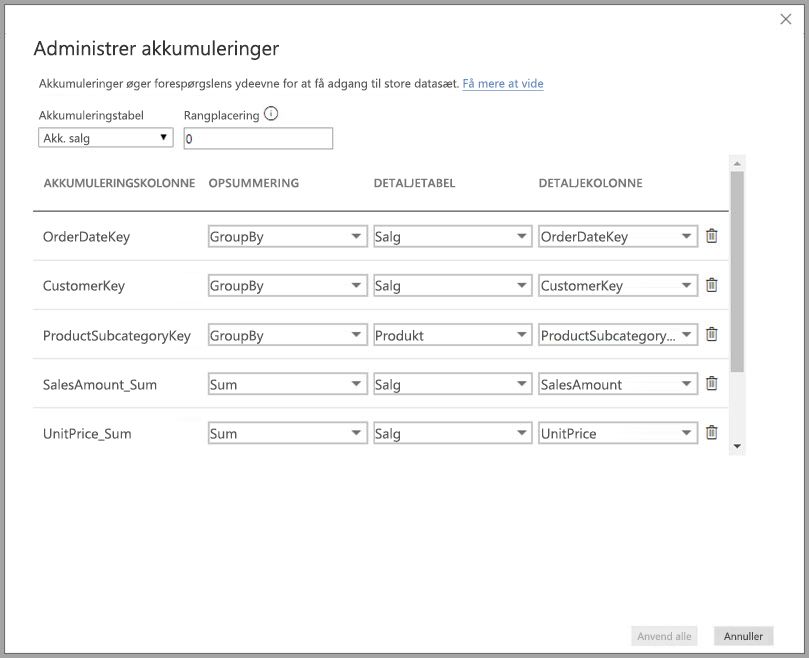 Administrer akkumuleringer
Akkumuleringer øger forespørgslens ydeevne for at få adgang til store datasæt. Få mere at vide
Akkumuleringstabel Rangplacering
Akk. salg 0
AKKUMULERINGSKOLONNE OPSUMMERING DETALJETABEL DETALJEKOLONNE
OrderDateKey GroupBy Salg OrderDateKey
CustomerKey GroupBy Salg CustomerKey
ProductSubcategoryKey GroupBy Produkt ProductSubcategory...
SalesAmount_Sum Sum Salg SalesAmount
UnitPrice_Sum Sum Salg UnitPrice
Anvend alle Annuller